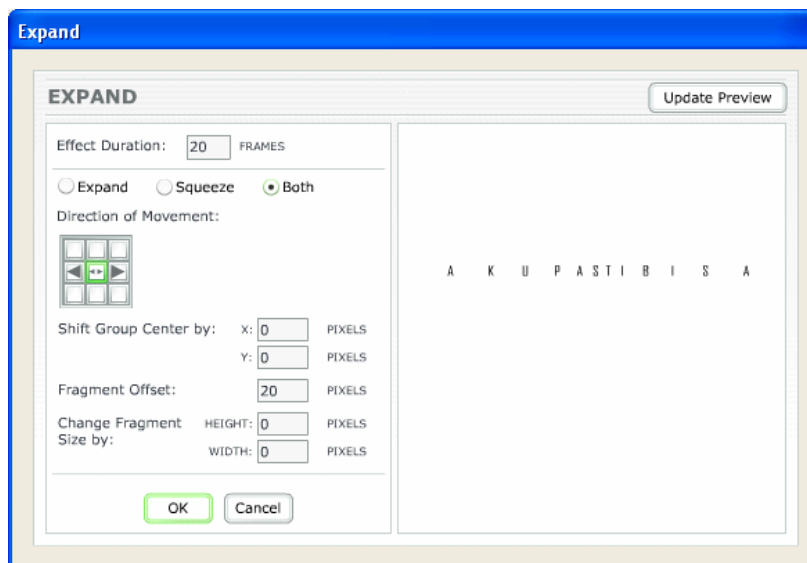 Expand
EXPAND
Update Preview
Effect Duration: 20 FRAMES
Expand Squeeze Both
Direction of Movement:
A K U P A S T I B I S A
Shift Group Center by: X: 0 PIXELS
Y: 0 PIXELS
Fragment Offset: 20 PIXELS
Change Fragment Size by: HEIGHT: 0 PIXELS
WIDTH: 0 PIXELS
OK Cancel